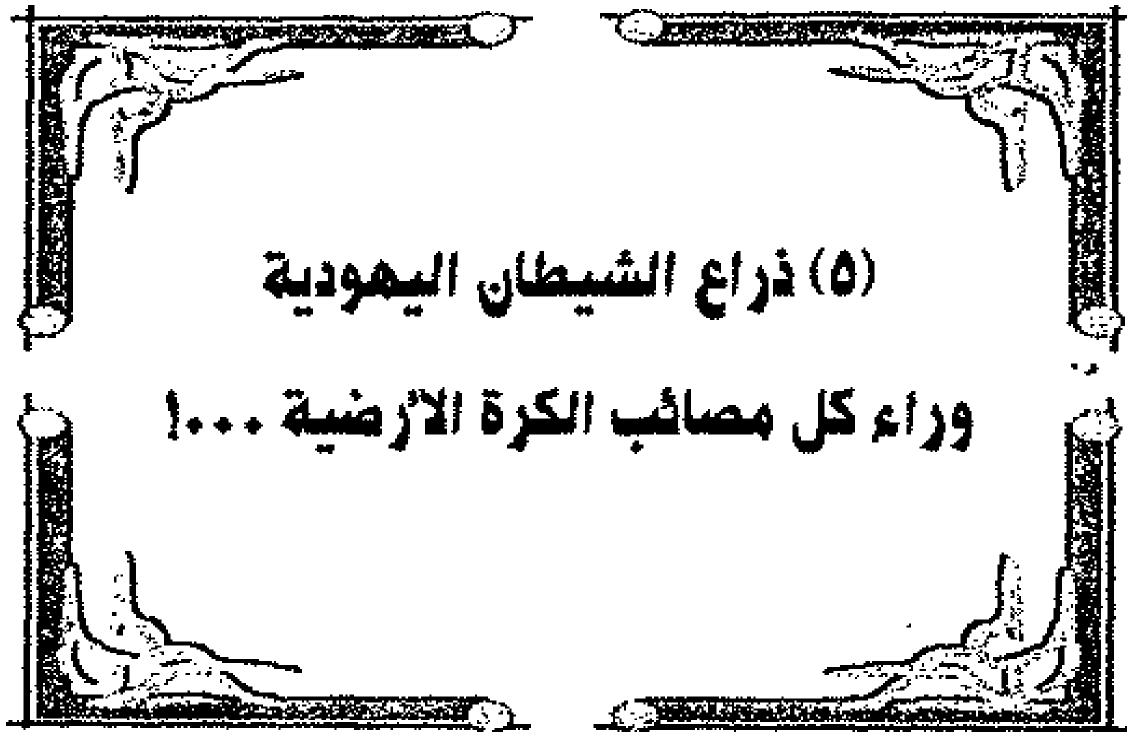 (٥) ذراع الشيطان اليهودية
وراء كل مصائب الكرة الأرضية ...!